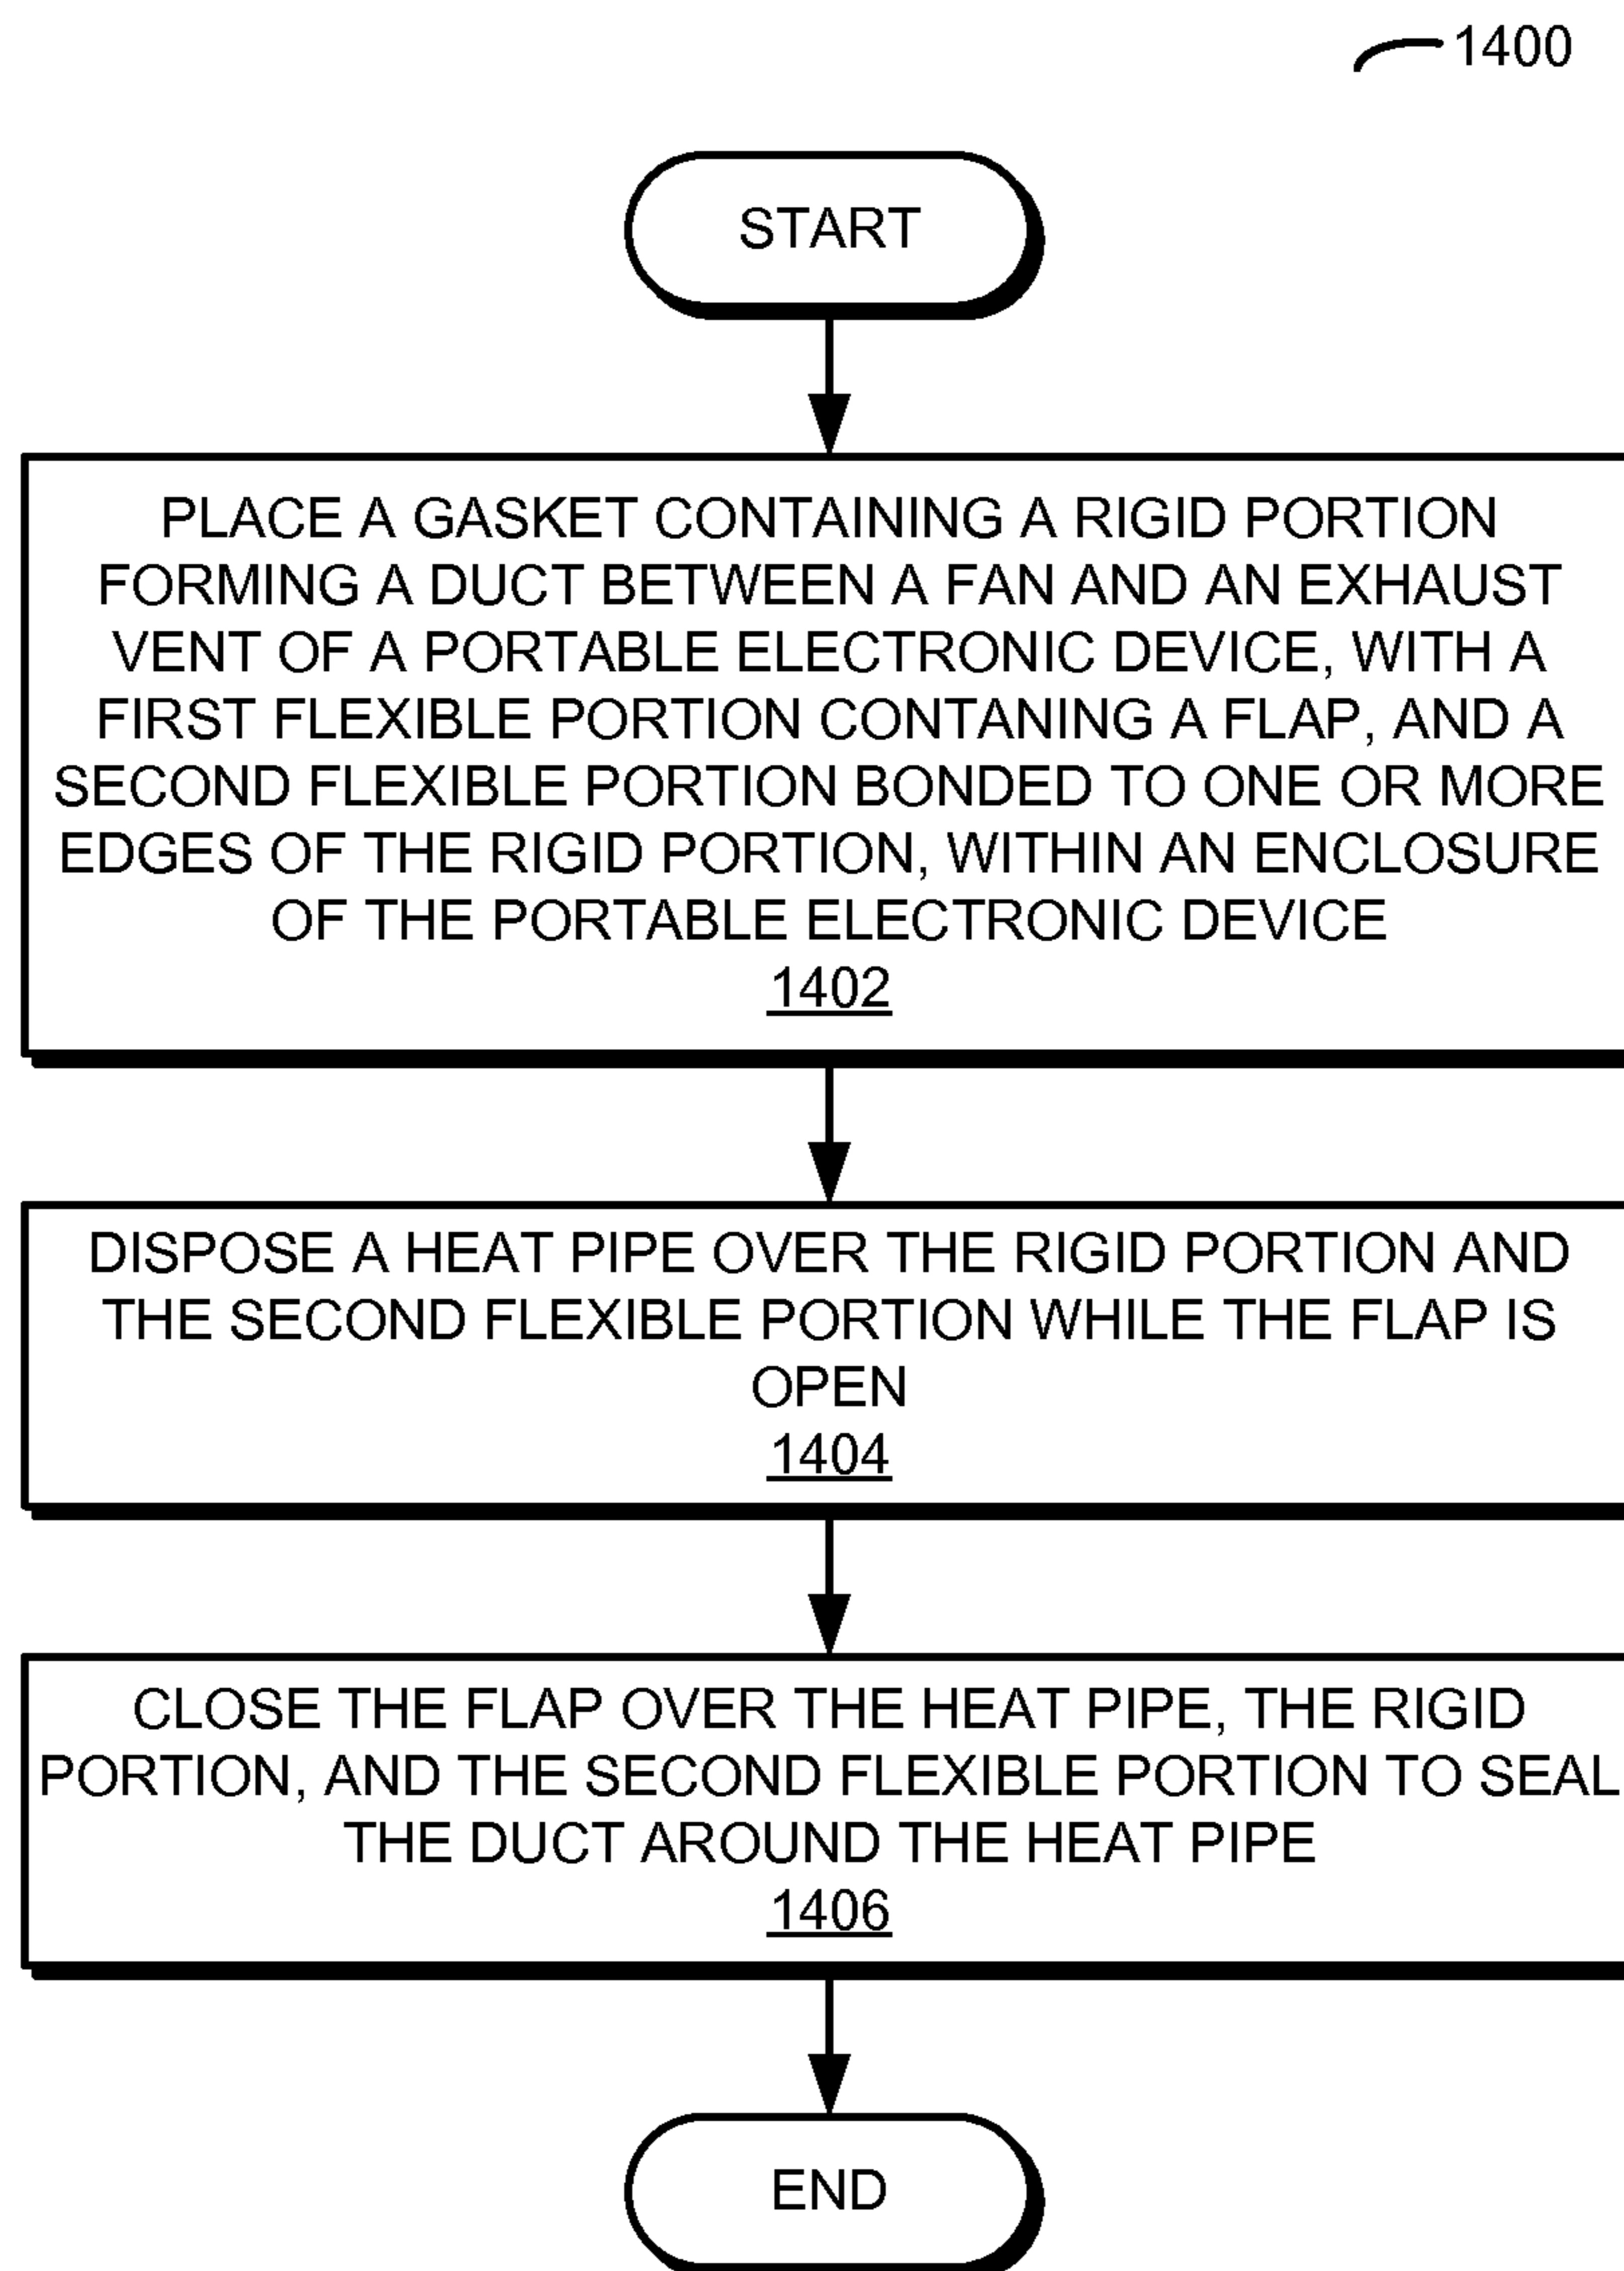 1400
START
PLACE A GASKET CONTAINING A RIGID PORTION
FORMING A DUCT BETWEEN A FAN AND AN EXHAUST
VENT OF A PORTABLE ELECTRONIC DEVICE, WITH A
FIRST FLEXIBLE PORTION CONTANING A FLAP, AND A
SECOND FLEXIBLE PORTION BONDED TO ONE OR MORE
EDGES OF THE RIGID PORTION, WITHIN AN ENCLOSURE
OF THE PORTABLE ELECTRONIC DEVICE
1402
DISPOSE A HEAT PIPE OVER THE RIGID PORTION AND
THE SECOND FLEXIBLE PORTION WHILE THE FLAP IS
OPEN
1404
CLOSE THE FLAP OVER THE HEAT PIPE, THE RIGID
PORTION, AND THE SECOND FLEXIBLE PORTION TO SEAL
THE DUCT AROUND THE HEAT PIPE
1406
END